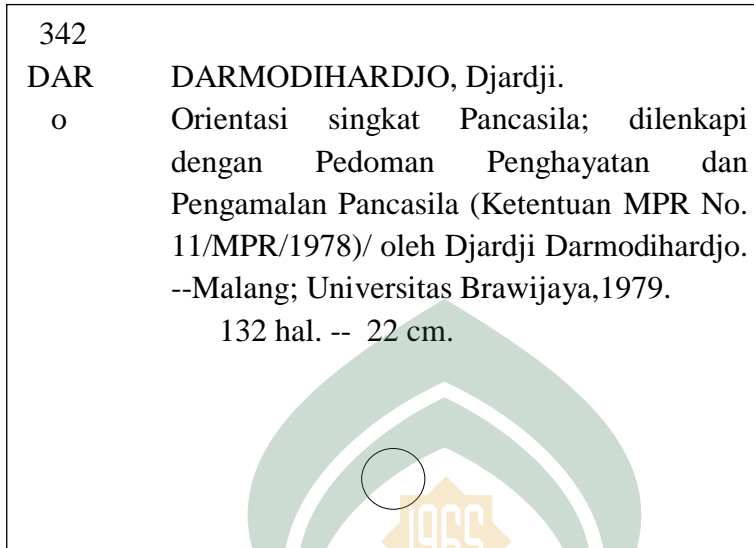 342
DAR DARMODIHARDJO, Djardji.
o Orientasi singkat Pancasila; dilenkapi
dengan Pedoman Penghayatan dan
Pengamalan Pancasila (Ketentuan MPR No.
11/MPR/1978)/ oleh Djardji Darmodihardjo.
--Malang; Universitas Brawijaya,1979.
132 hal. -- 22 cm.
1965